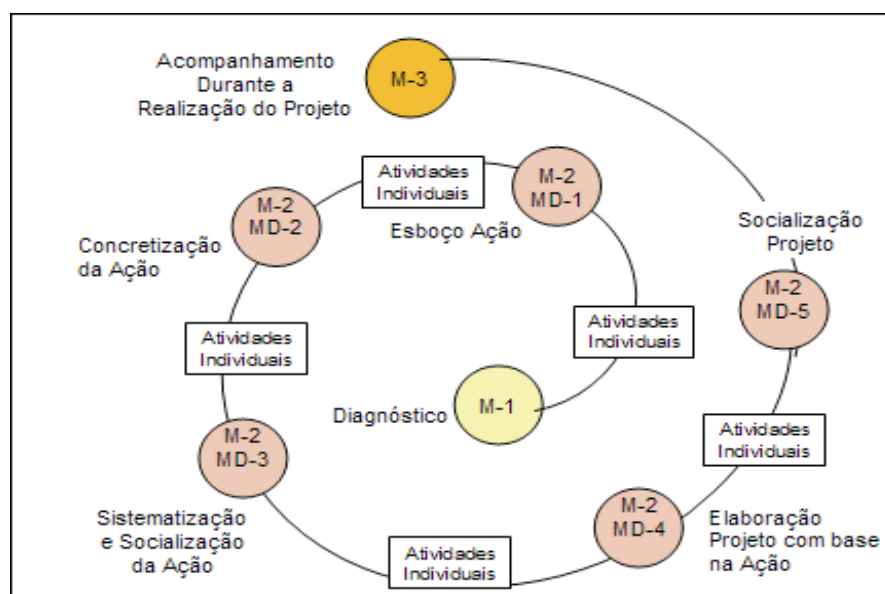 Acompanhamento
Durante a
Realização do Projeto
M-3
Atividades
Individuais
M-2
MD-1
Esboço Ação
M-2
MD-2
Concretização
da Ação
Socialização
Projeto
M-2
MD-5
Atividades
Individuais
Atividades
Individuais
Diagnóstico
M-1
Atividades
Individuais
M-2
MD-3
Sistematização
e Socialização
da Ação
M-2
MD-4
Elaboração
Projeto com base
na Ação
Atividades
Individuais